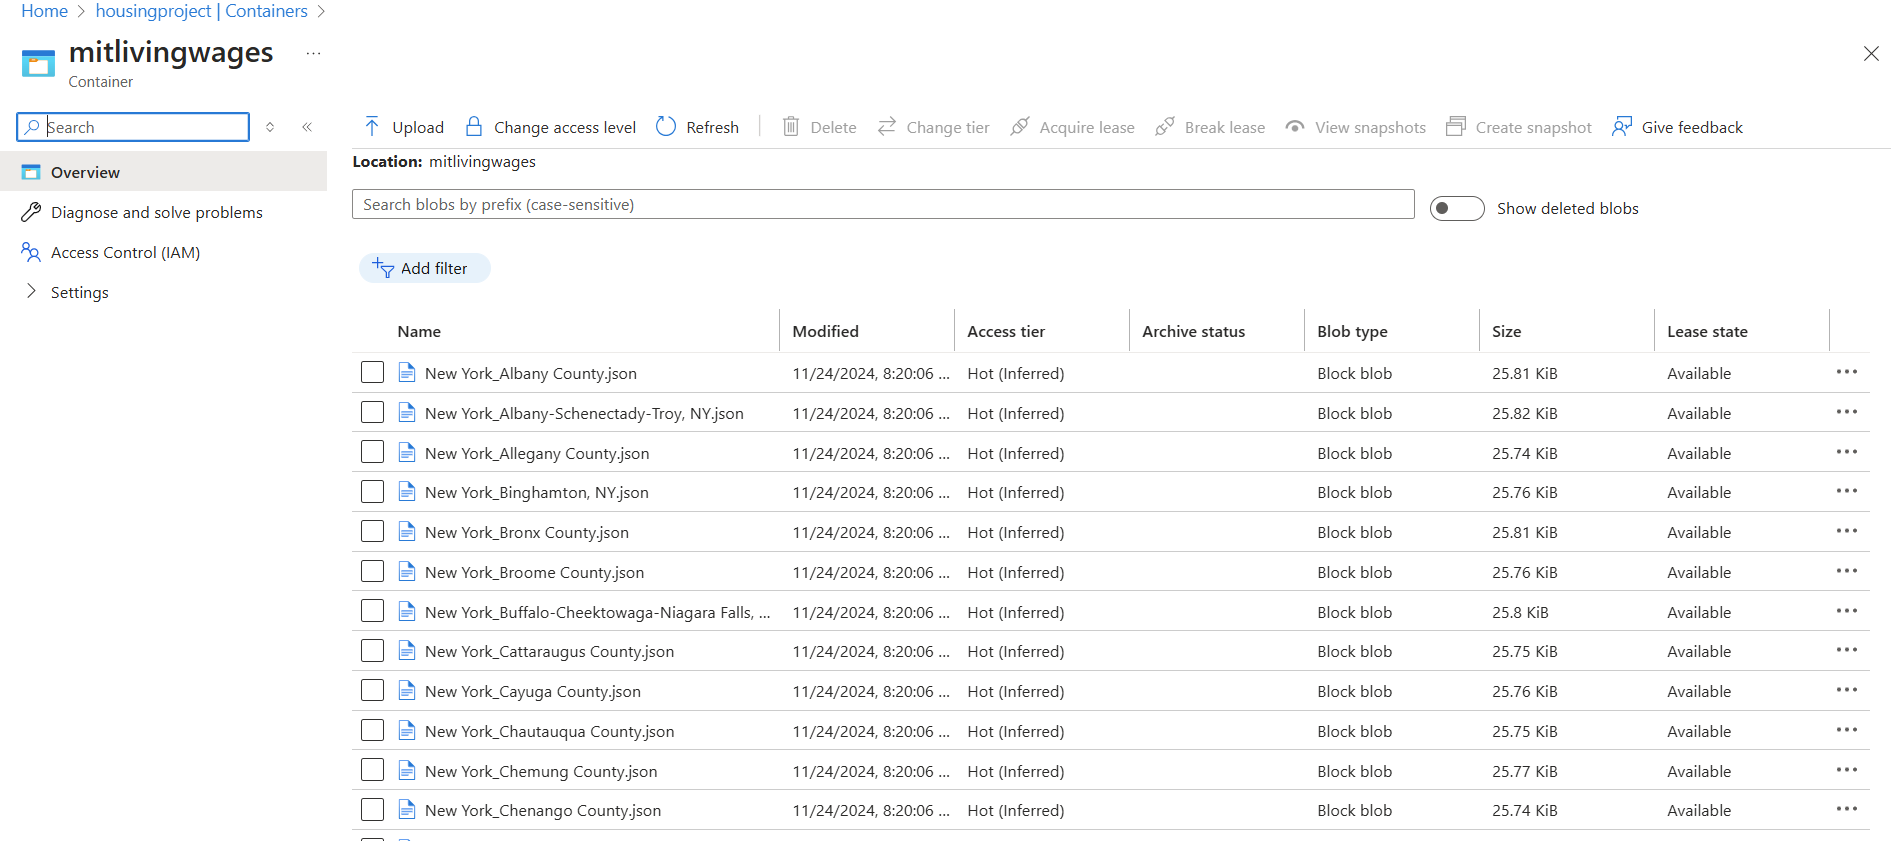 Home > housingproject | Containers >
mitlivingwages ...
Container
Search
Upload Change access level Refresh Delete Change tier Acquire lease Break lease View snapshots Create snapshot Give feedback
Overview
Diagnose and solve problems
Access Control (IAM)
Settings
Location: mitlivingwages
Search blobs by prefix (case-sensitive)
Show deleted blobs
Add filter
Name Modified Access tier Archive status Blob type Size Lease state
New York_Albany County.json 11/24/2024, 8:20:06 ... Hot (Inferred) Block blob 25.81 KiB Available ...
New York_Albany-Schenectady-Troy, NY.json 11/24/2024, 8:20:06 ... Hot (Inferred) Block blob 25.82 KiB Available ...
New York_Allegany County.json 11/24/2024, 8:20:06 ... Hot (Inferred) Block blob 25.74 KiB Available ...
New York_Binghamton, NY.json 11/24/2024, 8:20:06 ... Hot (Inferred) Block blob 25.76 KiB Available ...
New York_Bronx County.json 11/24/2024, 8:20:06 ... Hot (Inferred) Block blob 25.81 KiB Available ...
New York_Broome County.json 11/24/2024, 8:20:06 ... Hot (Inferred) Block blob 25.76 KiB Available ...
New York_Buffalo-Cheektowaga-Niagara Falls, ... 11/24/2024, 8:20:06 ... Hot (Inferred) Block blob 25.8 KiB Available ...
New York_Cattaraugus County.json 11/24/2024, 8:20:06 ... Hot (Inferred) Block blob 25.75 KiB Available ...
New York_Cayuga County.json 11/24/2024, 8:20:06 ... Hot (Inferred) Block blob 25.76 KiB Available ...
New York_Chautauqua County.json 11/24/2024, 8:20:06 ... Hot (Inferred) Block blob 25.75 KiB Available ...
New York_Chemung County.json 11/24/2024, 8:20:06 ... Hot (Inferred) Block blob 25.77 KiB Available ...
New York_Chenango County.json 11/24/2024, 8:20:06 ... Hot (Inferred) Block blob 25.74 KiB Available ...